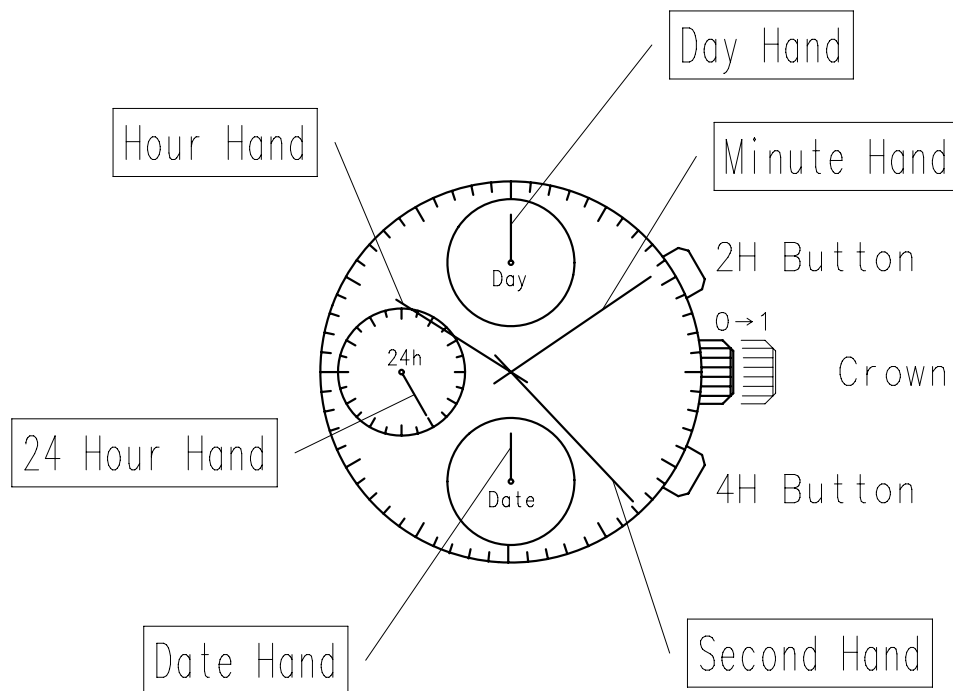 Day Hand
Hour Hand
Minute Hand
2H Button
Day
0→1
24h
Crown
24 Hour Hand
4H Button
Date
Date Hand
Second Hand